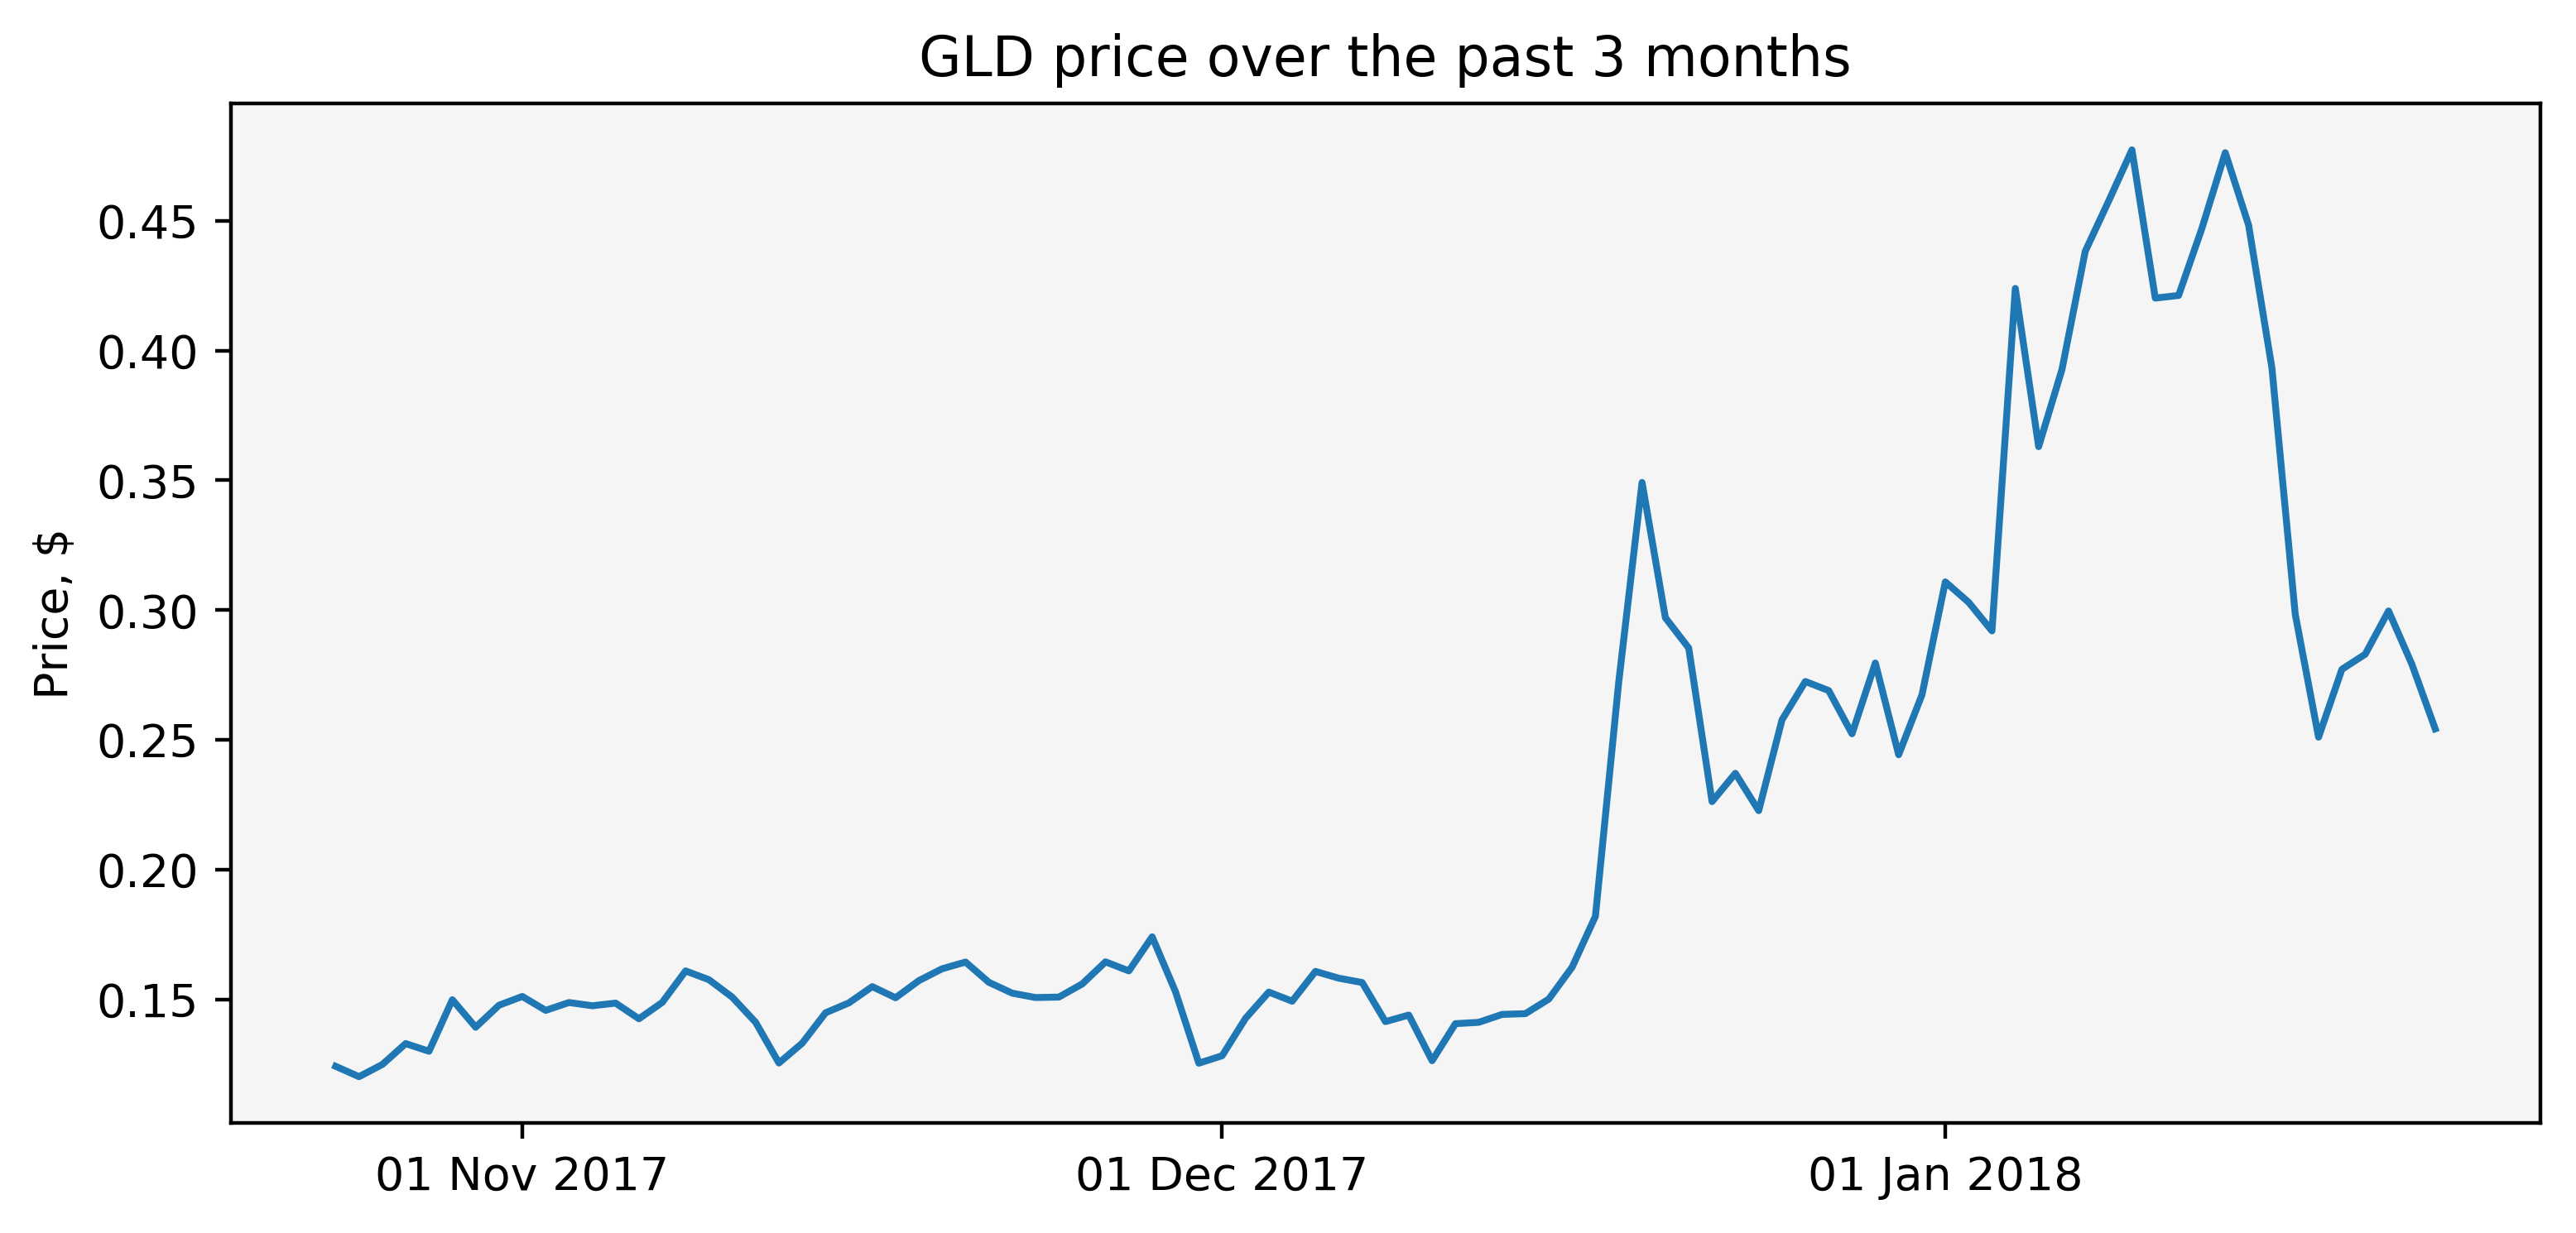 GLD price over the past 3 months
Price, $
0.45
0.40
0.35
0.30
0.25
0.20
0.15
01 Nov 2017
01 Dec 2017
01 Jan 2018